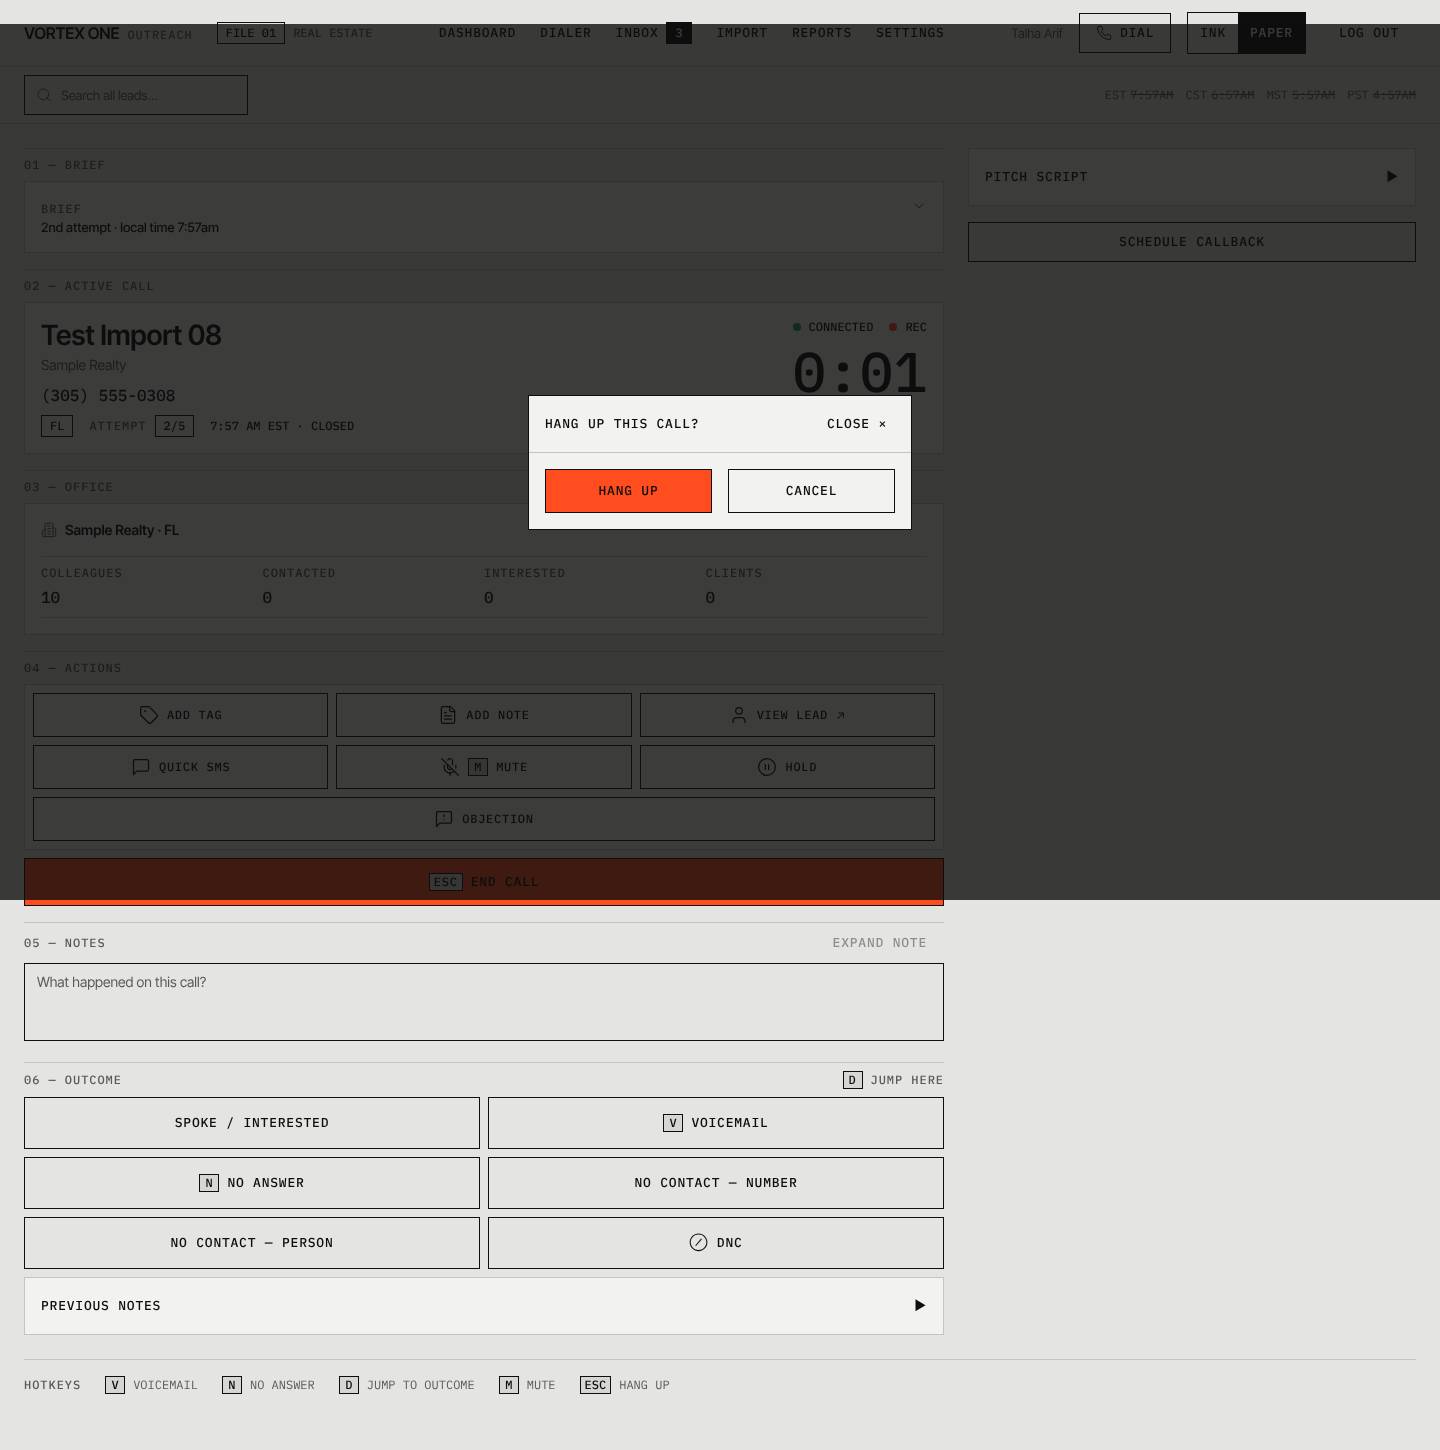 VORTEX ONE OUTREACH FILE 01 REAL ESTATE DASHBOARD DIALER INBOX 3 IMPORT REPORTS SETTINGS Talha Arif DIAL INK PAPER LOG OUT
Search all leads... EST 7:57AM CST 6:57AM MST 5:57AM PST 4:57AM
01 — BRIEF
BRIEF
2nd attempt · local time 7:57am
PITCH SCRIPT
SCHEDULE CALLBACK
02 — ACTIVE CALL
Test Import 08
Sample Realty
(305) 555-0308
FL ATTEMPT 2/5 7:57 AM EST · CLOSED
CONNECTED REC
0:01
HANG UP THIS CALL? CLOSE ×
HANG UP CANCEL
03 — OFFICE
Sample Realty · FL
COLLEAGUES CONTACTED INTERESTED CLIENTS
10 0 0 0
04 — ACTIONS
ADD TAG ADD NOTE VIEW LEAD ↗
QUICK SMS M MUTE HOLD
OBJECTION
ESC END CALL
05 — NOTES EXPAND NOTE
What happened on this call?
06 — OUTCOME D JUMP HERE
SPOKE / INTERESTED V VOICEMAIL
N NO ANSWER NO CONTACT — NUMBER
NO CONTACT — PERSON DNC
PREVIOUS NOTES
HOTKEYS V VOICEMAIL N NO ANSWER D JUMP TO OUTCOME M MUTE ESC HANG UP